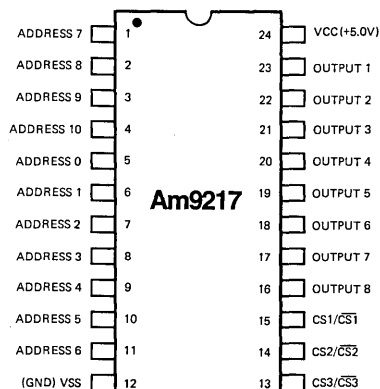 ADDRESS 7 1 24 VCC (+5.0V)
ADDRESS 8 2 23 OUTPUT 1
ADDRESS 9 3 22 OUTPUT 2
ADDRESS 10 4 21 OUTPUT 3
ADDRESS 0 5 20 OUTPUT 4
ADDRESS 1 6 Am9217 19 OUTPUT 5
ADDRESS 2 7 18 OUTPUT 6
ADDRESS 3 8 17 OUTPUT 7
ADDRESS 4 9 16 OUTPUT 8
ADDRESS 5 10 15 CS1/C̅S̅1̅
ADDRESS 6 11 14 CS2/C̅S̅2̅
(GND) VSS 12 13 CS3/C̅S̅3̅